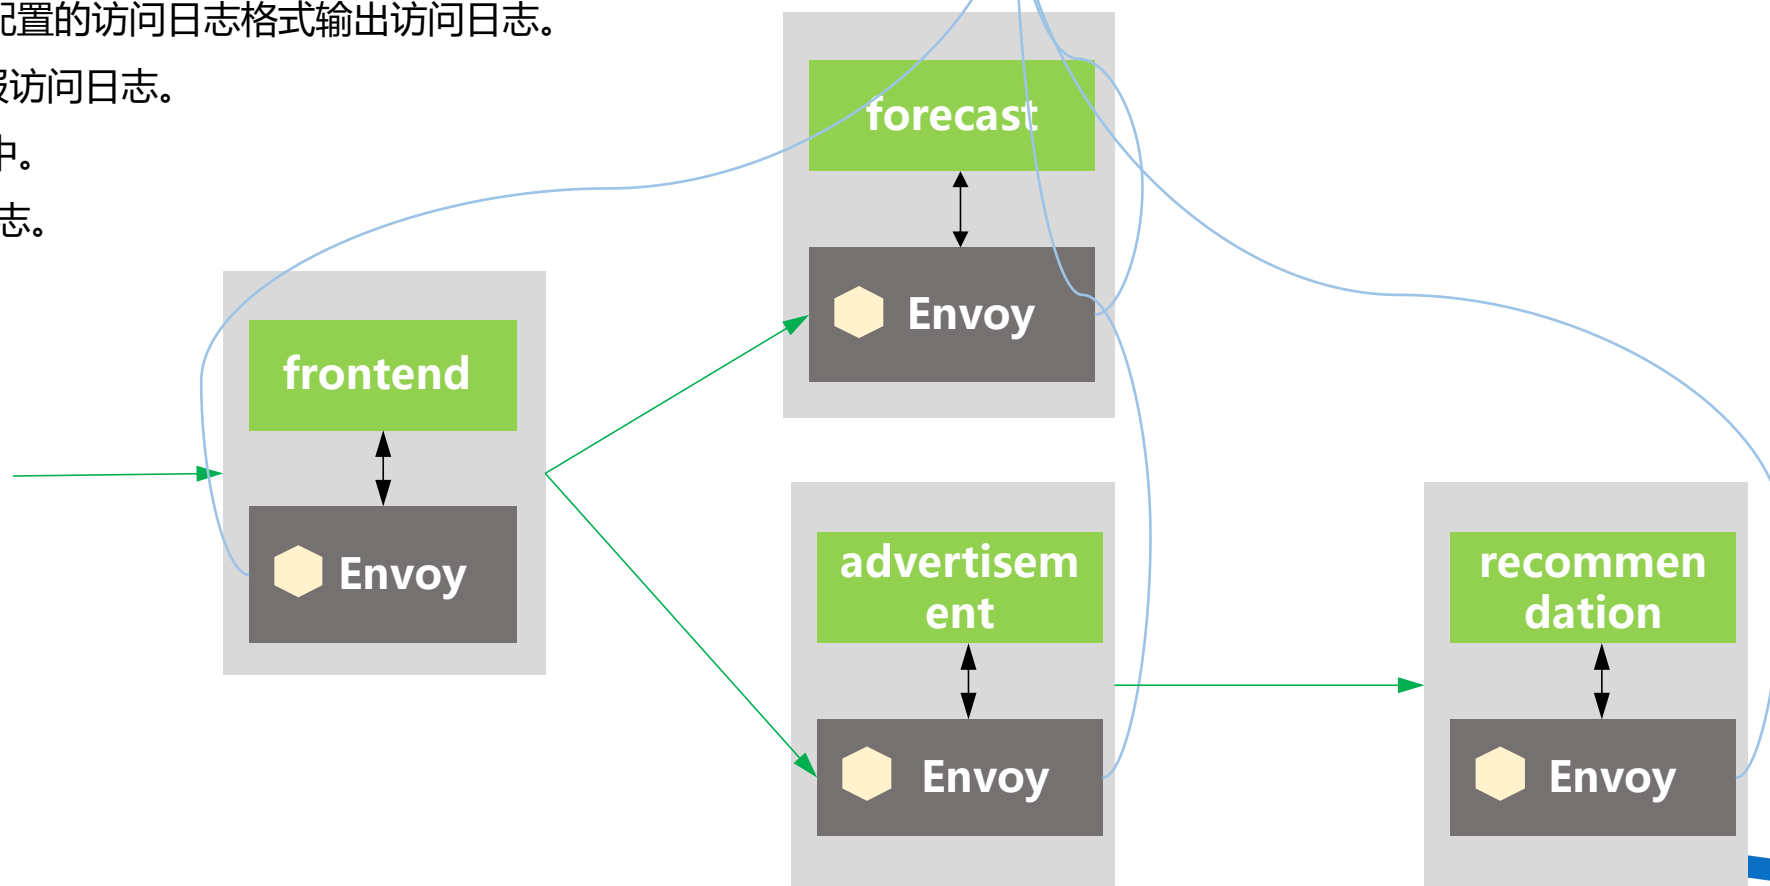 配置的访问日志格式输出访问日志。
报访问日志。
中。
志。
forecast
Envoy
frontend
Envoy
advertisem
ent
Envoy
recommen
dation
Envoy